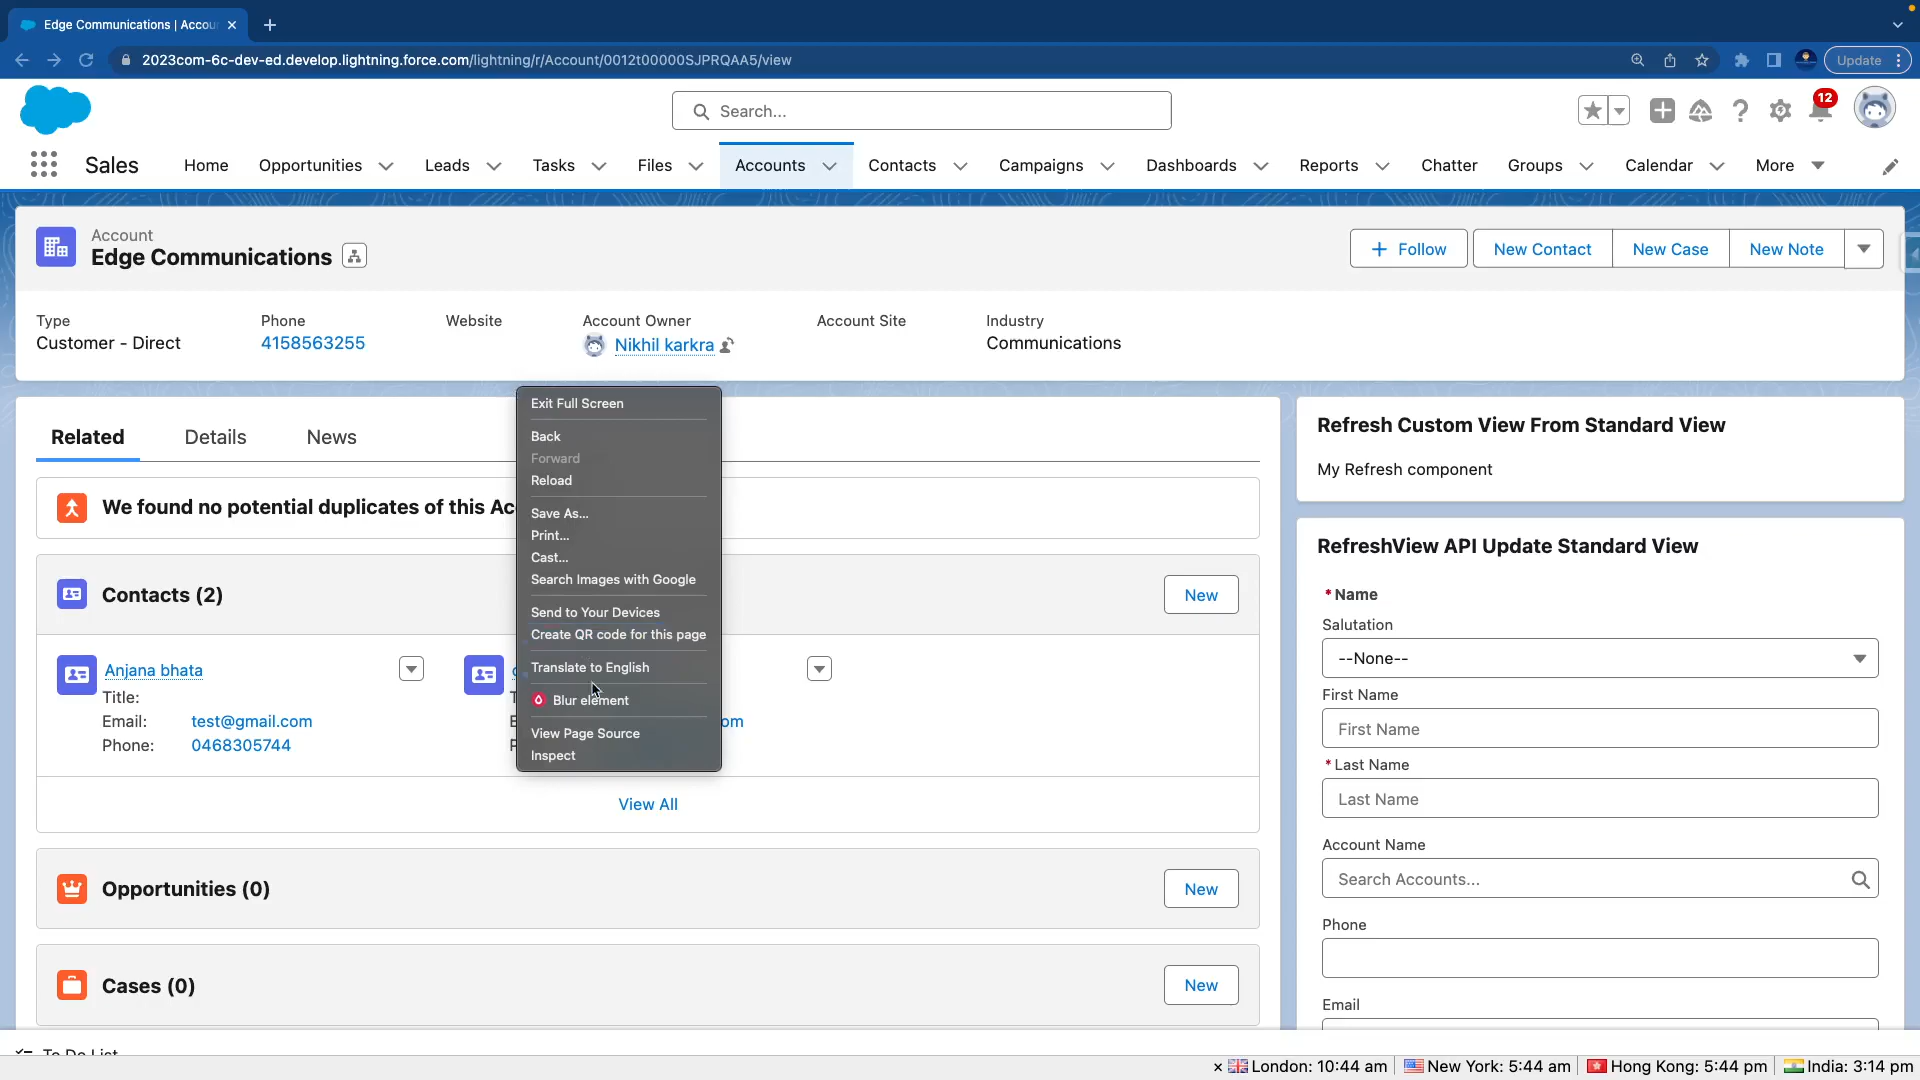 Edge Communications | Accou
2023com-6c-dev-ed.develop.lightning.force.com/lightning/r/Account/0012t00000SJPRQAA5/view
Update
Search...
12
Sales
Home
Opportunities
Leads
Tasks
Files
Accounts
Contacts
Campaigns
Dashboards
Reports
Chatter
Groups
Calendar
More
Account
Edge Communications
Follow
New Contact
New Case
New Note
Type
Customer - Direct
Phone
4158563255
Website
Account Owner
Nikhil karkra
Account Site
Industry
Communications
Related
Details
News
We found no potential duplicates of this Ac
Contacts (2)
New
Anjana bhata
Title:
Email: test@gmail.com
Phone: 0468305744
om
View All
Opportunities (0)
New
Cases (0)
New
Exit Full Screen
Back
Forward
Reload
Save As...
Print...
Cast...
Search Images with Google
Send to Your Devices
Create QR code for this page
Translate to English
Blur element
View Page Source
Inspect
Refresh Custom View From Standard View
My Refresh component
RefreshView API Update Standard View
*Name
Salutation
--None--
First Name
First Name
*Last Name
Last Name
Account Name
Search Accounts...
Phone
Email
To Do List
× London: 10:44 am
New York: 5:44 am
Hong Kong: 5:44 pm
India: 3:14 pm